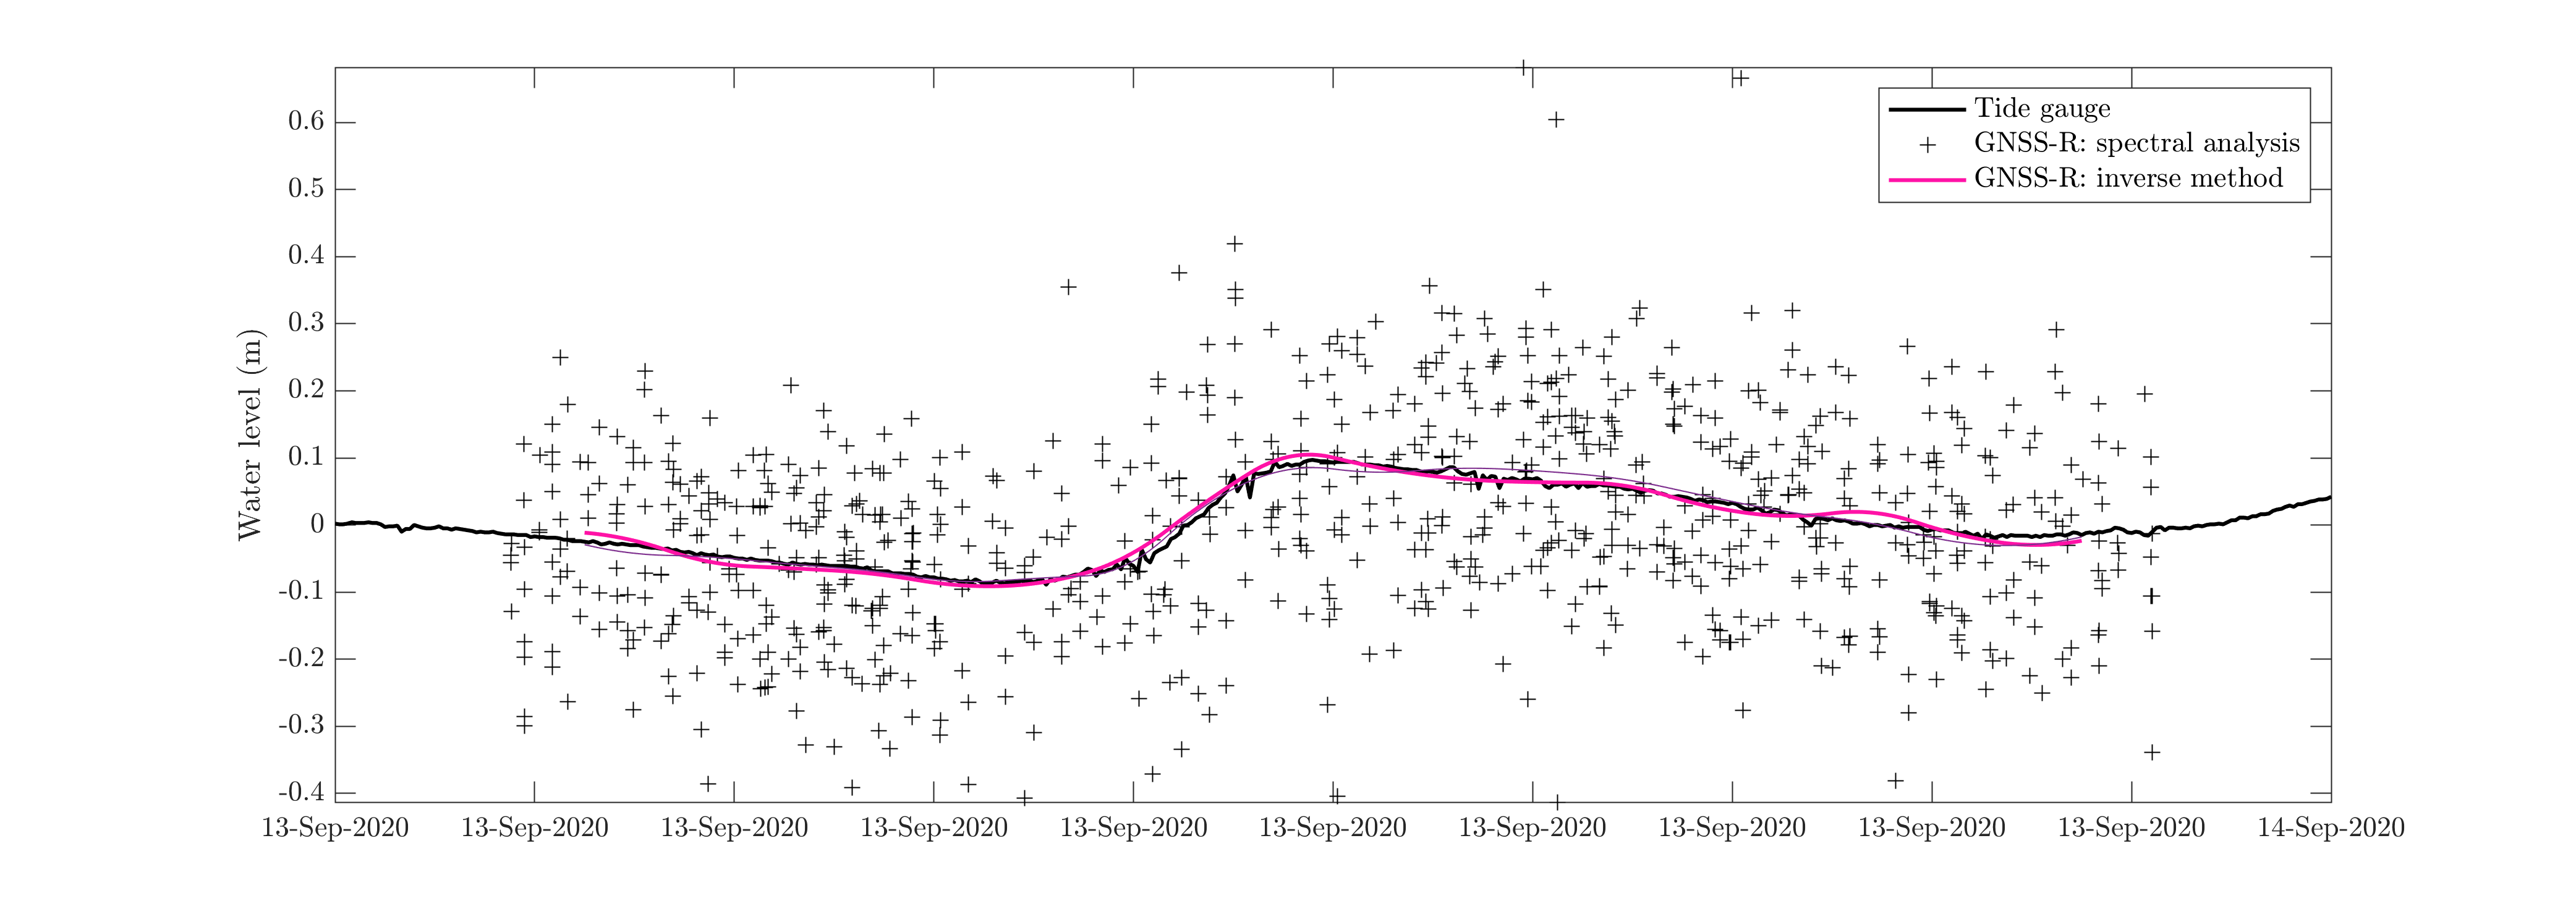 Tide gauge
GNSS-R: spectral analysis
GNSS-R: inverse method
Water level (m)
0.6
0.5
0.4
0.3
0.2
0.1
0
-0.1
-0.2
-0.3
-0.4
13-Sep-2020 13-Sep-2020 13-Sep-2020 13-Sep-2020 13-Sep-2020 13-Sep-2020 13-Sep-2020 13-Sep-2020 13-Sep-2020 13-Sep-2020 14-Sep-2020